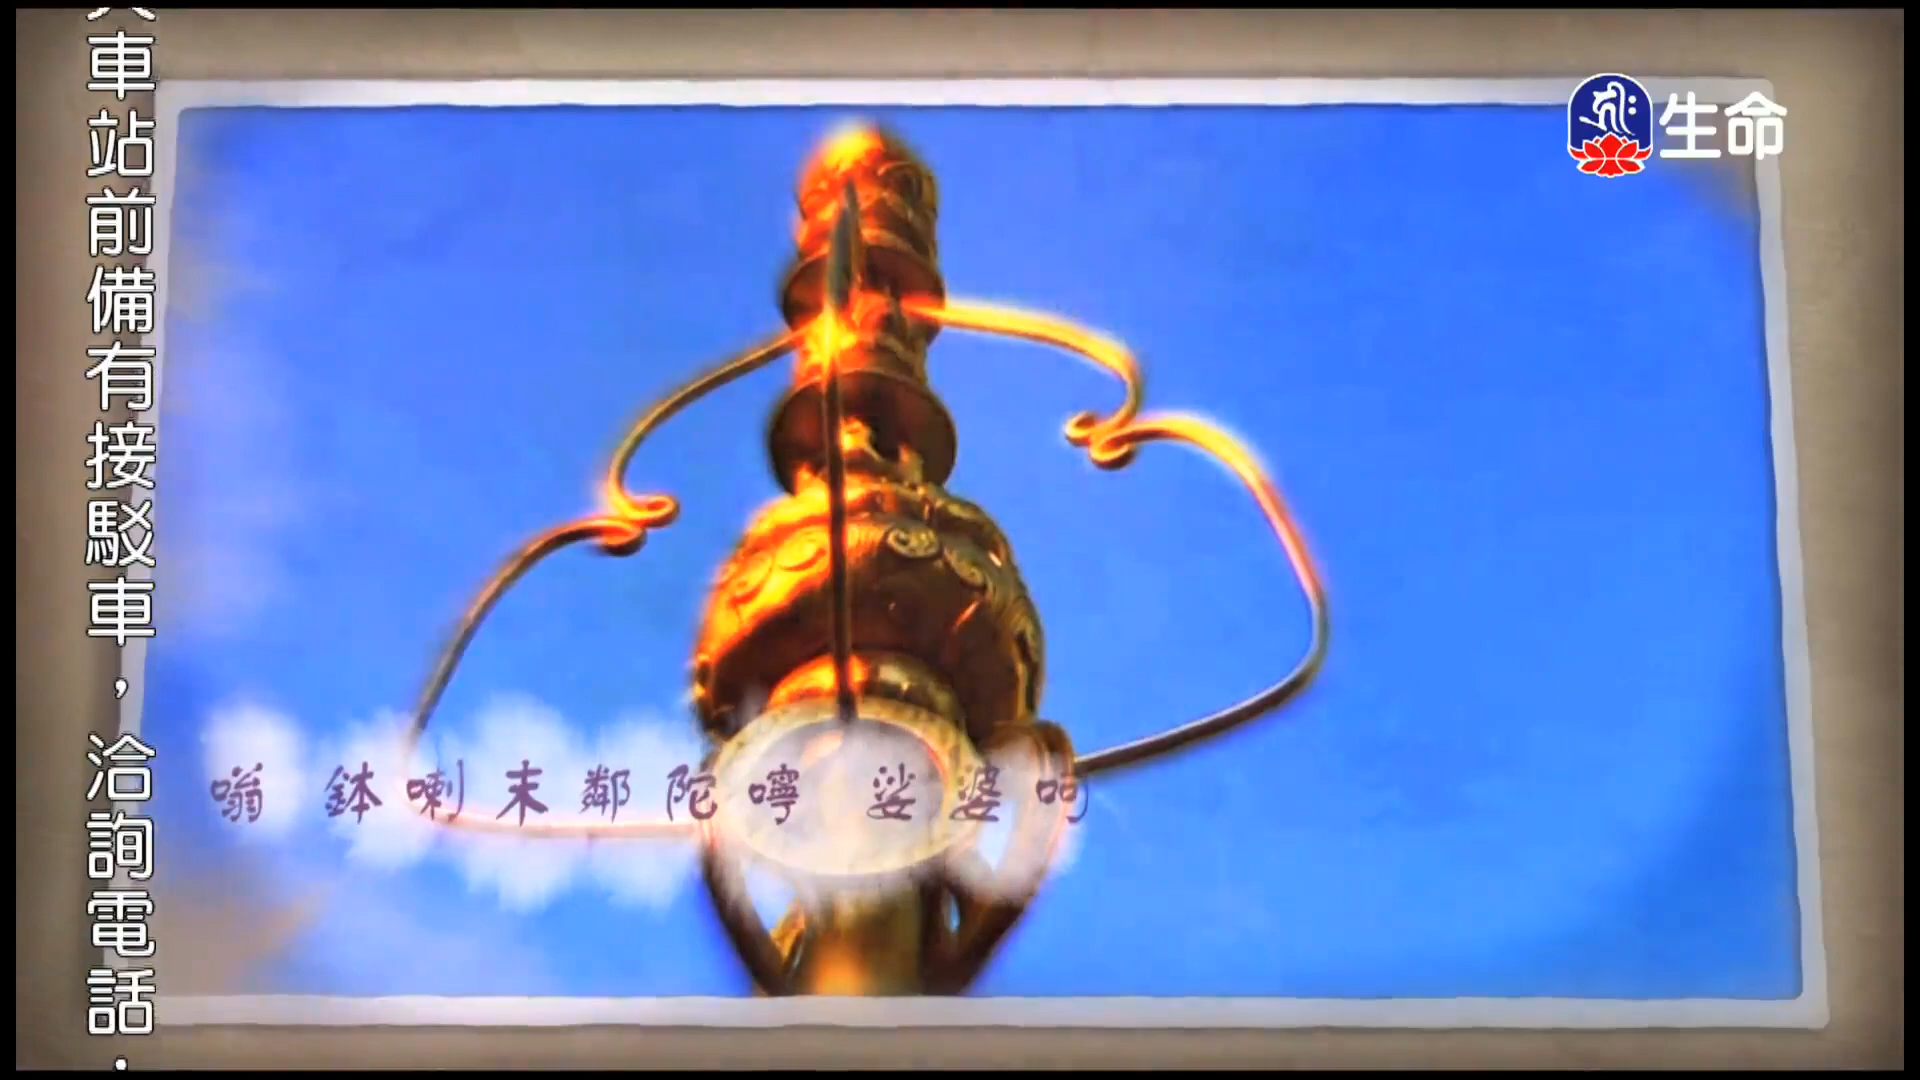 車站前備有接駁車，洽詢電話：
生命
嗡 鉢喇末鄰陀嚀 娑婆呵